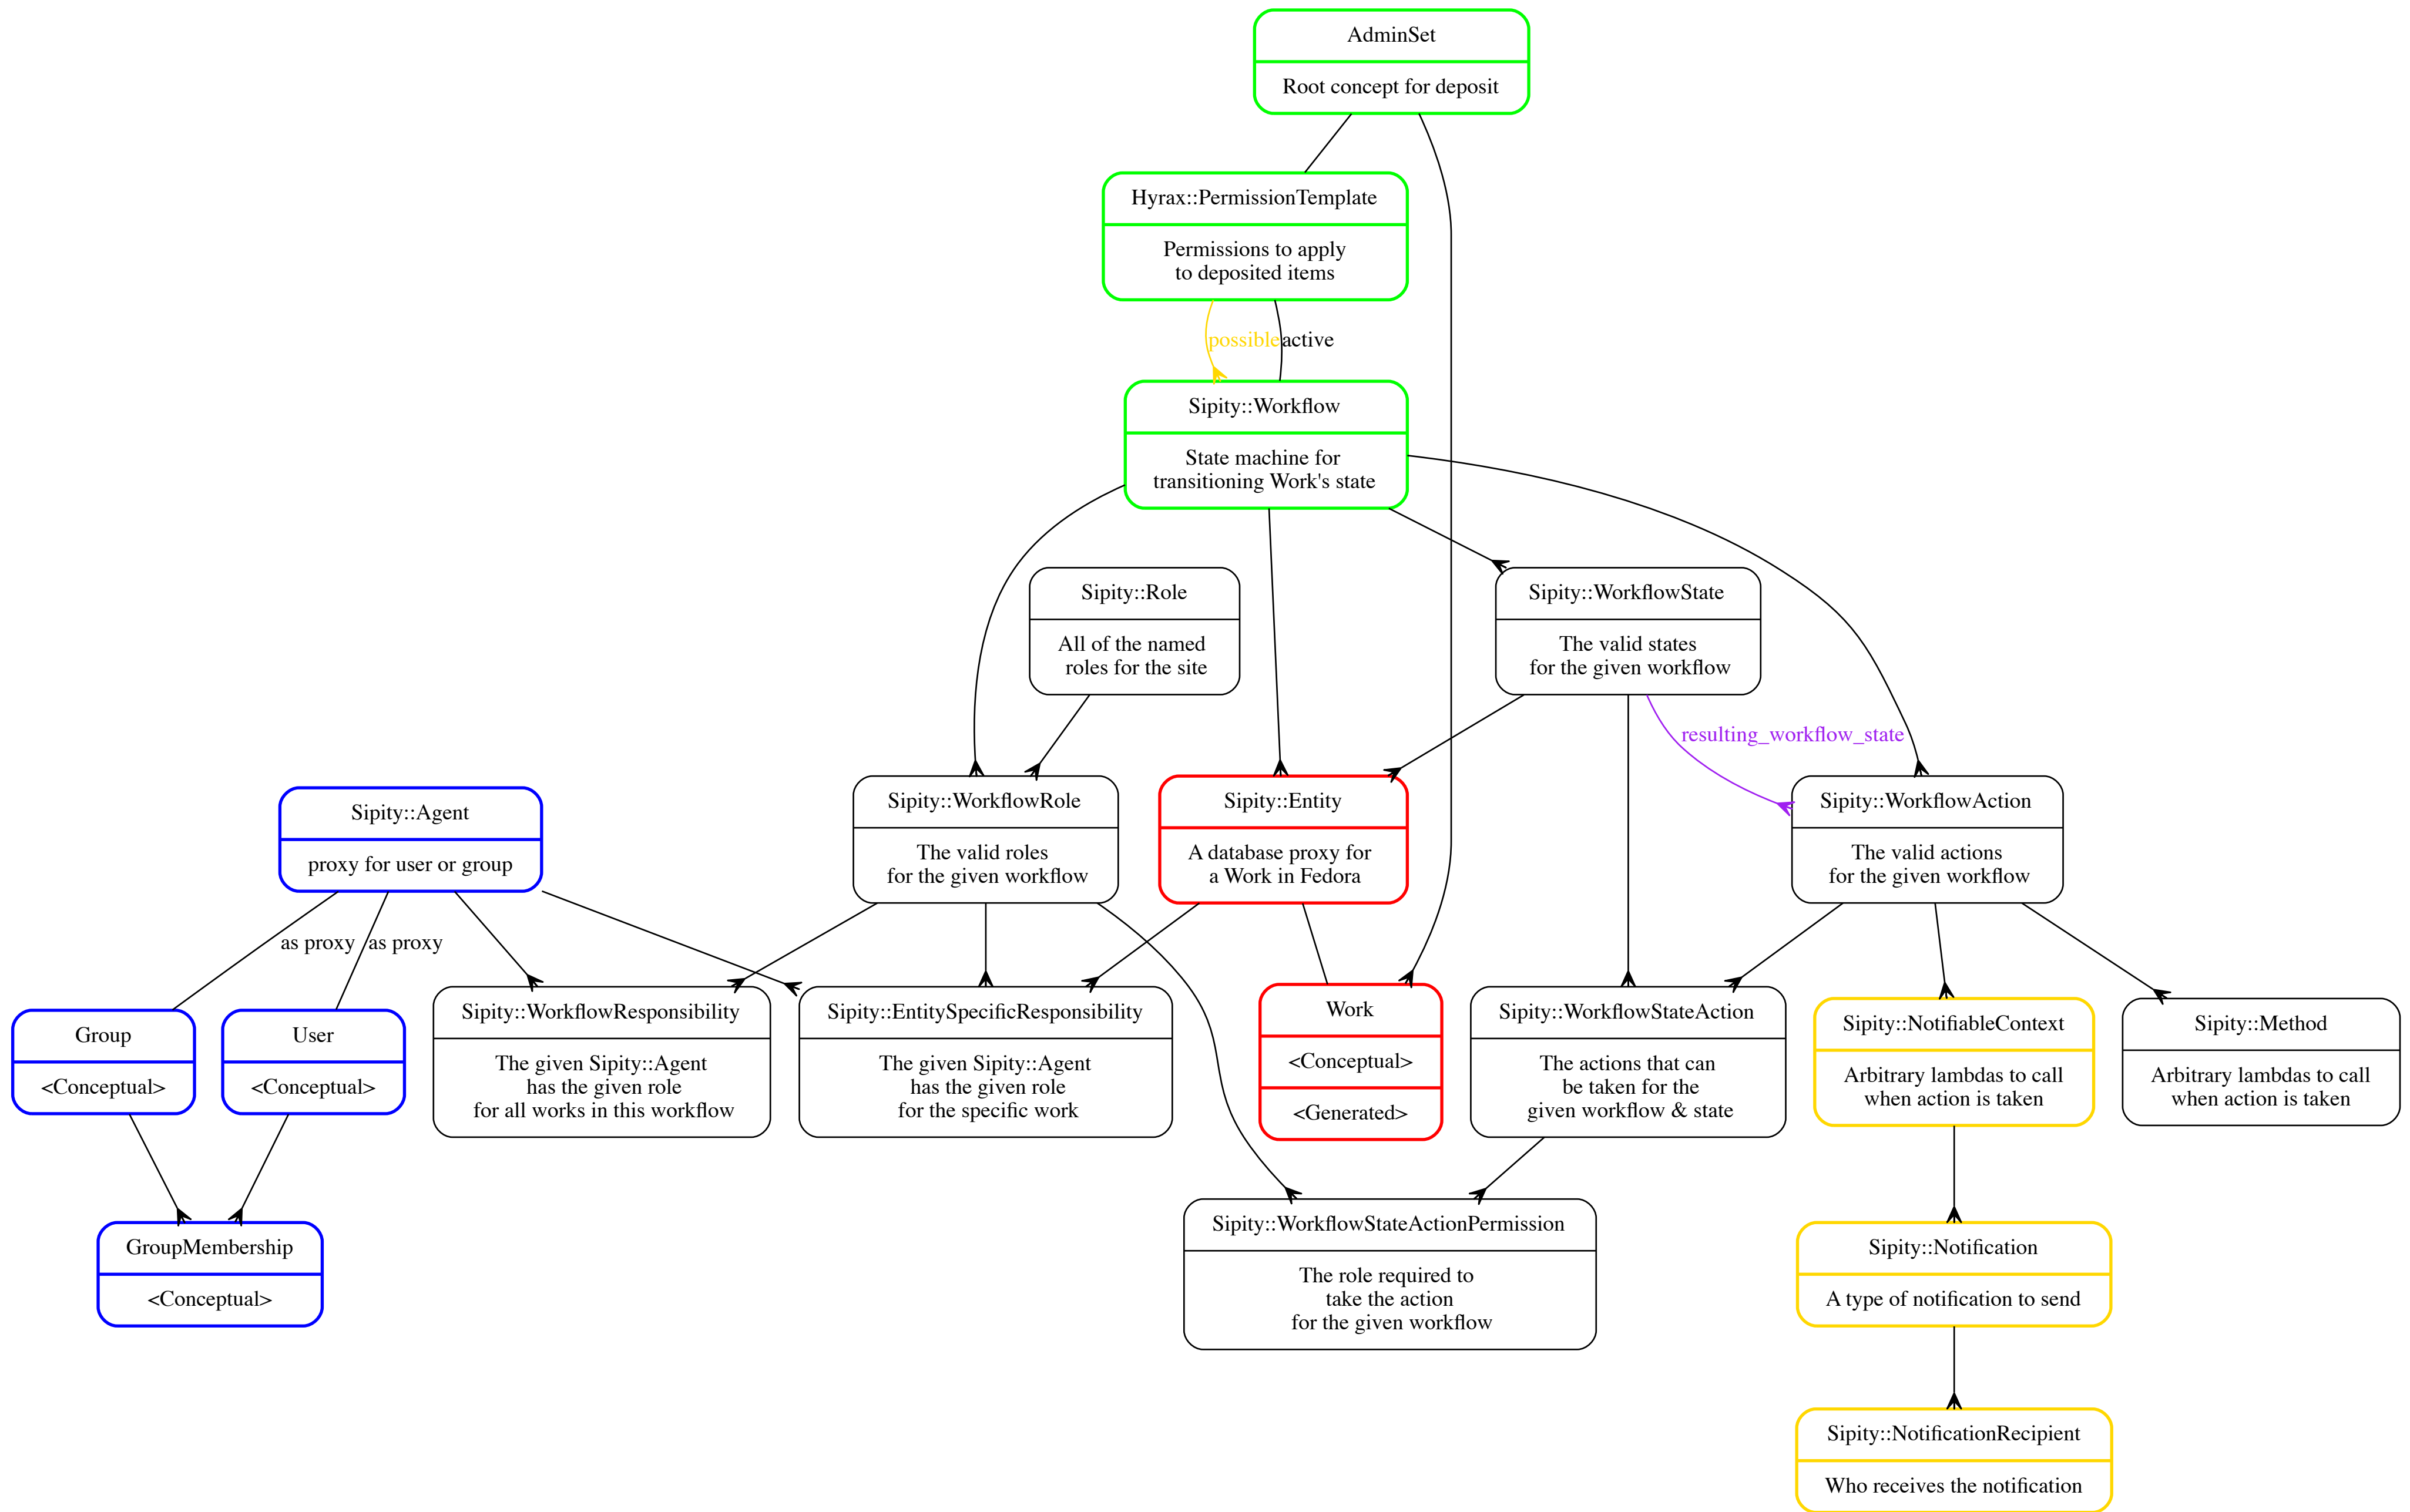 AdminSet
Root concept for deposit
Hyrax::PermissionTemplate
Permissions to apply
to deposited items
possible
active
Sipity::Workflow
State machine for
transitioning Work's state
Sipity::Role
All of the named
roles for the site
Sipity::WorkflowState
The valid states
for the given workflow
resulting_workflow_state
Sipity::Agent
proxy for user or group
Sipity::WorkflowRole
The valid roles
for the given workflow
Sipity::Entity
A database proxy for
a Work in Fedora
Sipity::WorkflowAction
The valid actions
for the given workflow
as proxy
as proxy
Group
<Conceptual>
User
<Conceptual>
Sipity::WorkflowResponsibility
The given Sipity::Agent
has the given role
for all works in this workflow
Sipity::EntitySpecificResponsibility
The given Sipity::Agent
has the given role
for the specific work
Work
<Conceptual>
<Generated>
Sipity::WorkflowStateAction
The actions that can
be taken for the
given workflow & state
Sipity::NotifiableContext
Arbitrary lambdas to call
when action is taken
Sipity::Method
Arbitrary lambdas to call
when action is taken
GroupMembership
<Conceptual>
Sipity::WorkflowStateActionPermission
The role required to
take the action
for the given workflow
Sipity::Notification
A type of notification to send
Sipity::NotificationRecipient
Who receives the notification